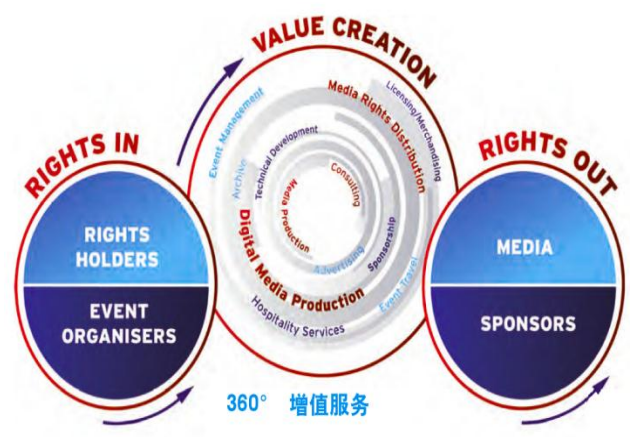 VALUE CREATION
RIGHTS IN
RIGHTS HOLDERS
EVENT ORGANISERS
Event Management
Archive
Technical Development
Media Production
Consulting
Media Rights Distribution
Licensing/Merchandising
Digital Media Production
Advertising
Sponsorship
Event Travel
Hospitality Services
RIGHTS OUT
MEDIA
SPONSORS
360° 增值服务